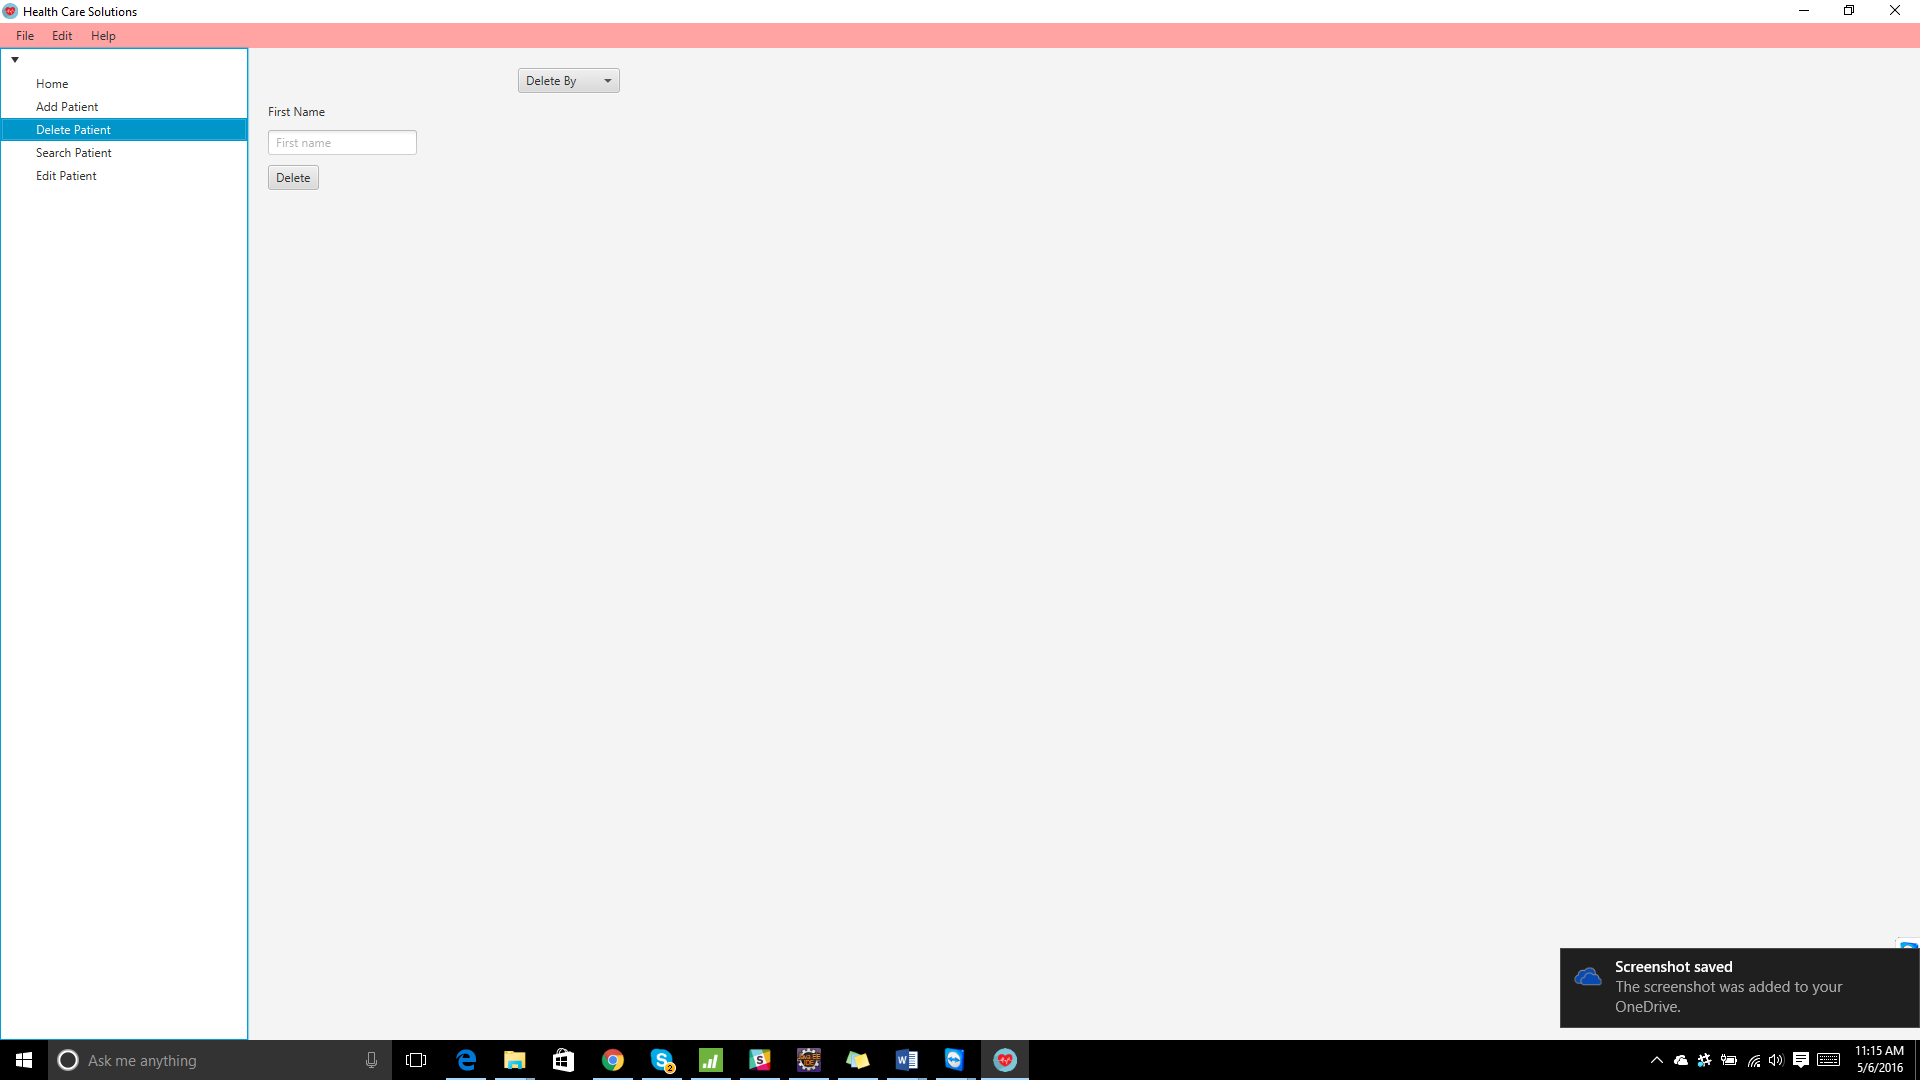 Health Care Solutions
File Edit Help
Home
Add Patient
Delete Patient
Search Patient
Edit Patient
Delete By
First Name
First name
Delete
Screenshot saved
The screenshot was added to your
OneDrive.
Ask me anything
2
11:15 AM
5/6/2016